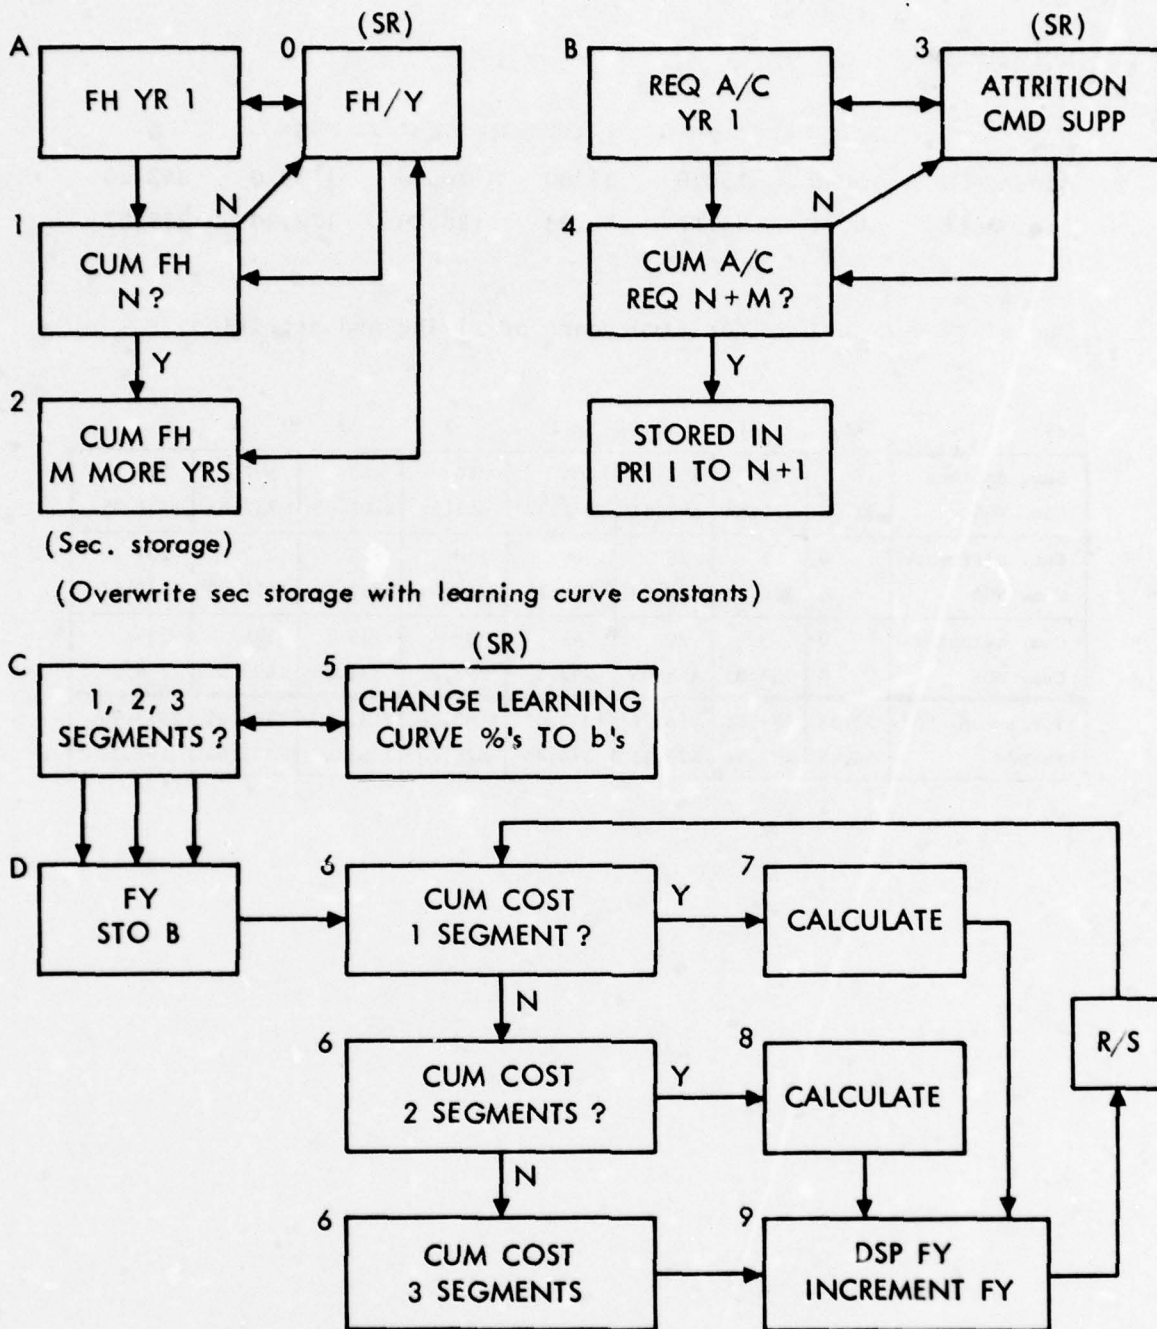 (SR)
(SR)
A
0
B
3
FH YR 1
FH/Y
REQ A/C
YR 1
ATTRITION
CMD SUPP
N
N
1
4
CUM FH
N?
CUM A/C
REQ N+M?
Y
Y
2
CUM FH
M MORE YRS
STORED IN
PRI I TO N+1
(Sec. storage)
(Overwrite sec storage with learning curve constants)
(SR)
C
5
1, 2, 3
SEGMENTS?
CHANGE LEARNING
CURVE %'s TO b's
D
6
7
FY
STO B
CUM COST
1 SEGMENT?
Y
CALCULATE
N
R/S
6
8
CUM COST
2 SEGMENTS?
Y
CALCULATE
N
6
9
CUM COST
3 SEGMENTS
DSP FY
INCREMENT FY